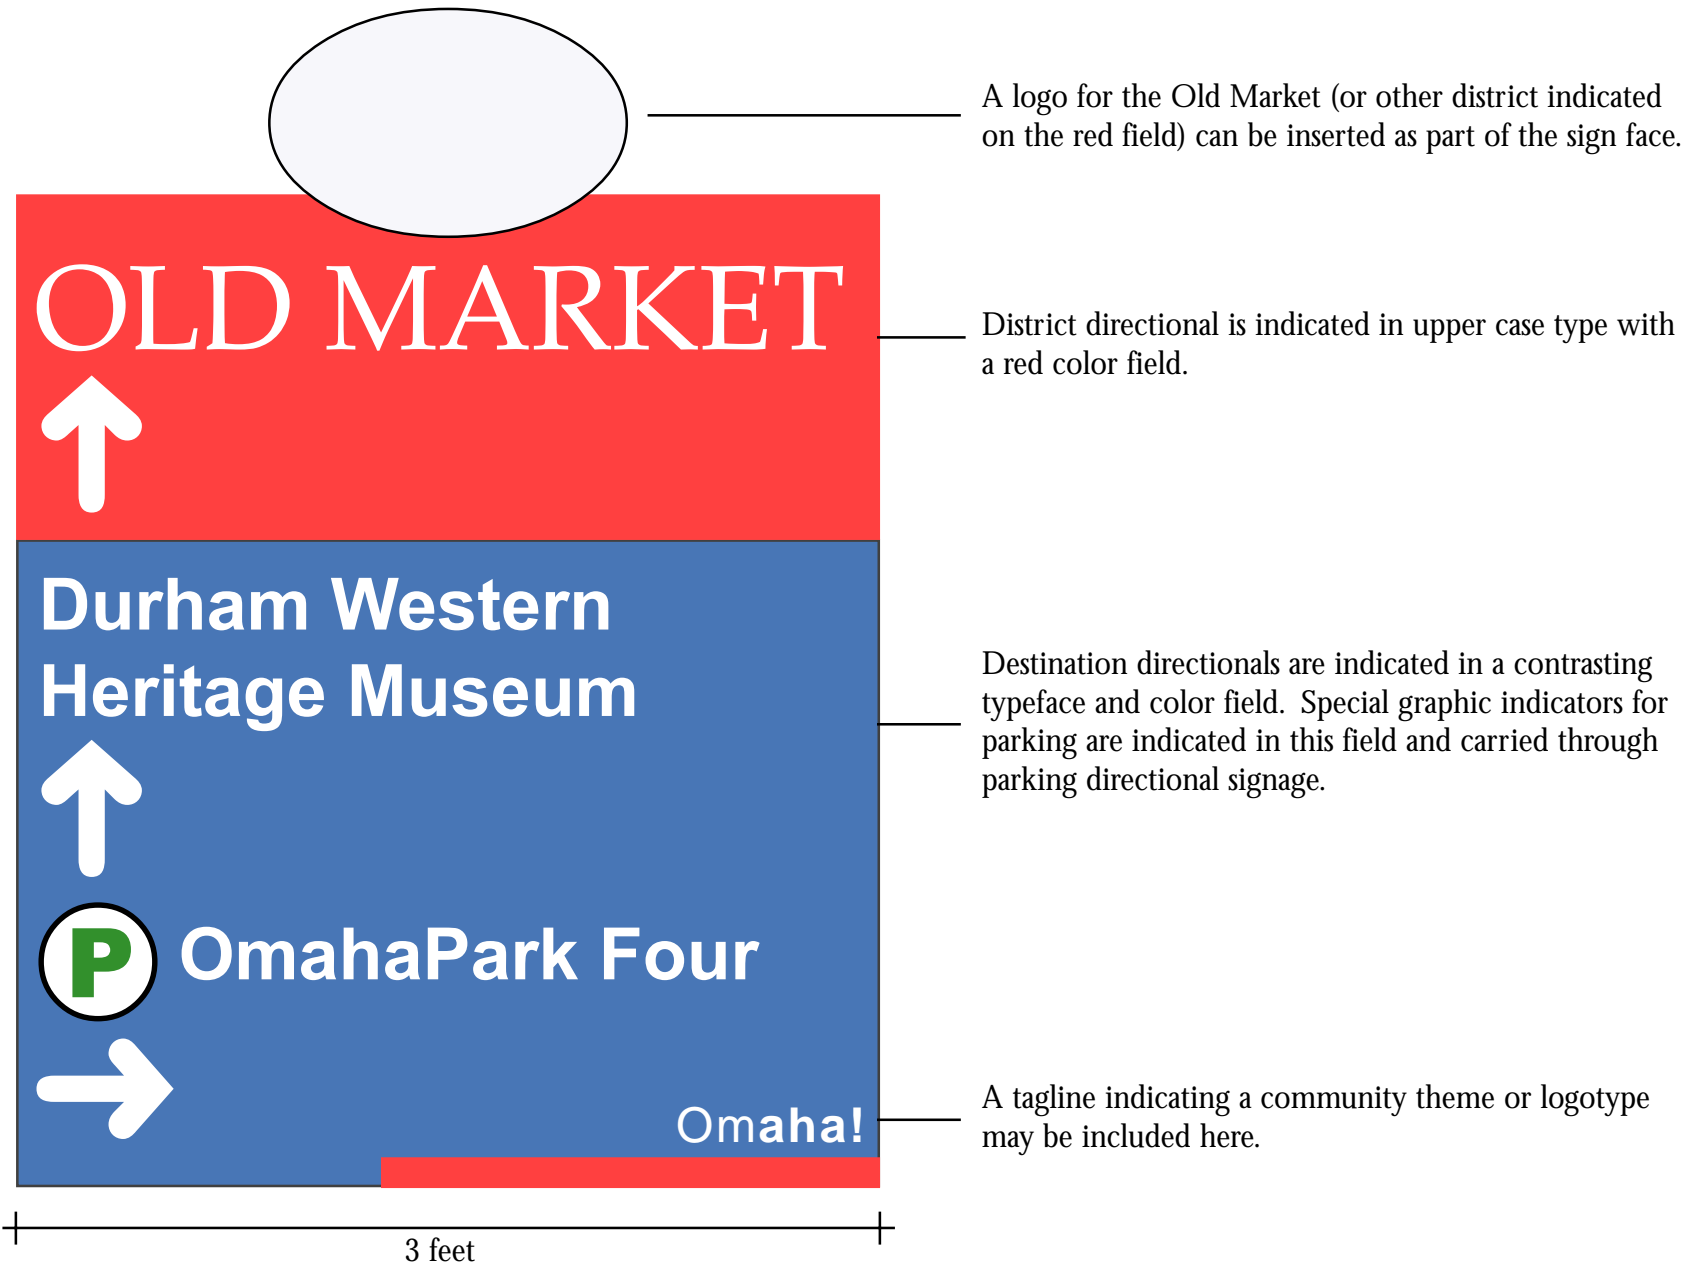 A logo for the Old Market (or other district indicated
on the red field) can be inserted as part of the sign face.
OLD MARKET
District directional is indicated in upper case type with
a red color field.
Durham Western
Heritage Museum
Destination directionals are indicated in a contrasting
typeface and color field.  Special graphic indicators for
parking are indicated in this field and carried through
parking directional signage.
P OmahaPark Four
Omaha!
A tagline indicating a community theme or logotype
may be included here.
3 feet